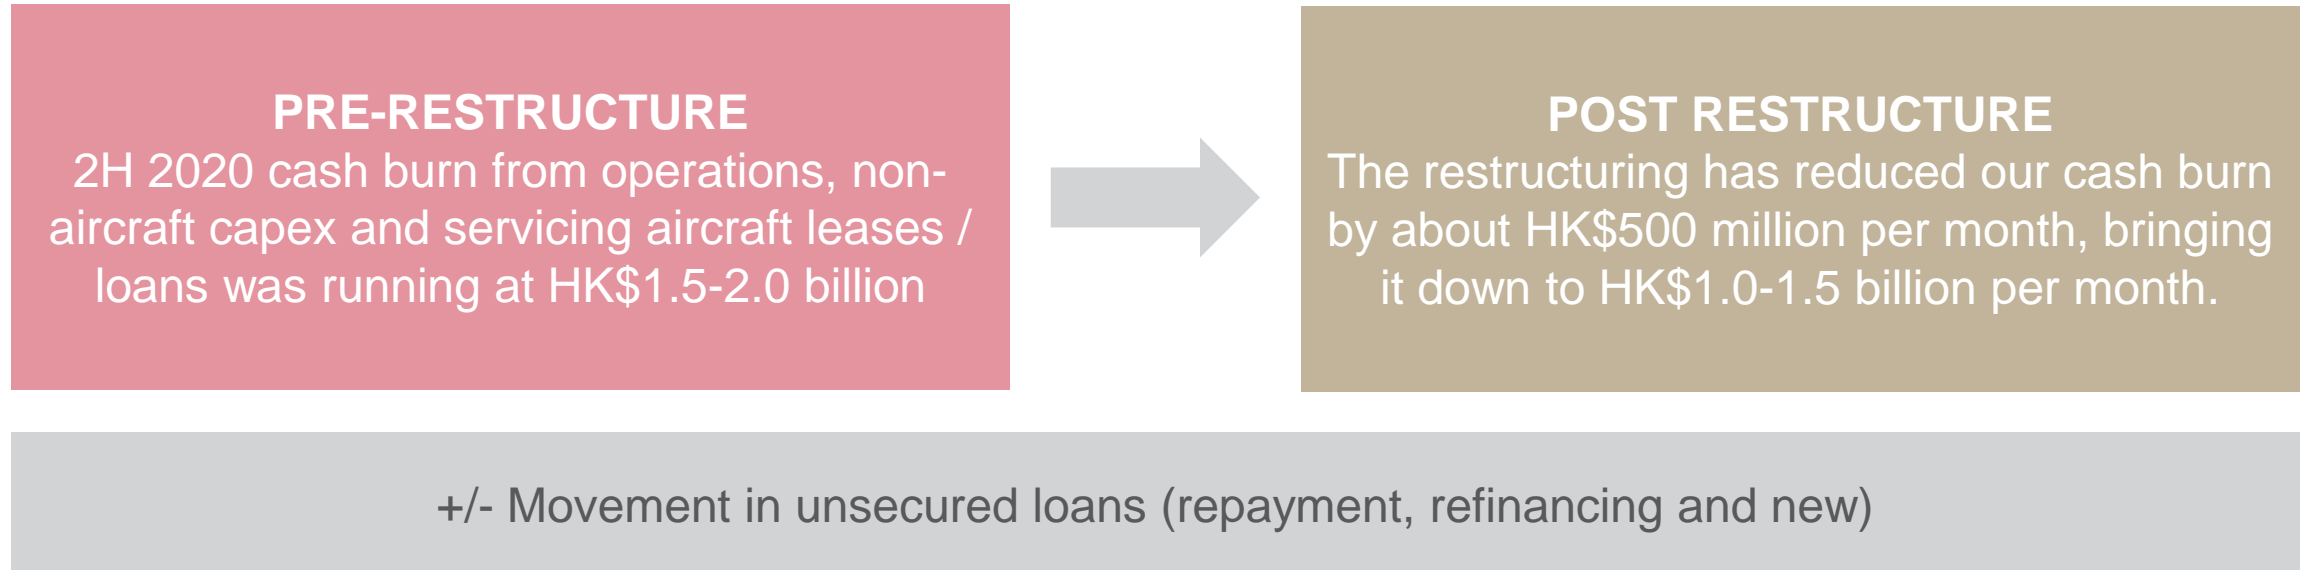 PRE-RESTRUCTURE
2H 2020 cash burn from operations, non-
aircraft capex and servicing aircraft leases /
loans was running at HK$1.5-2.0 billion
POST RESTRUCTURE
The restructuring has reduced our cash burn
by about HK$500 million per month, bringing
it down to HK$1.0-1.5 billion per month.
+/- Movement in unsecured loans (repayment, refinancing and new)